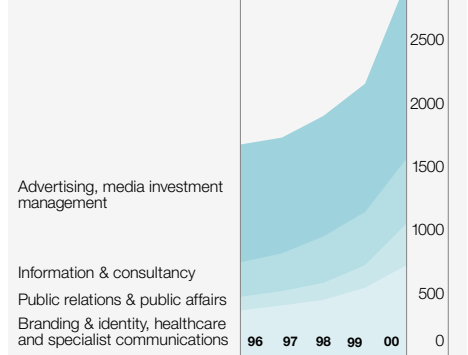 2500
2000
1500
Advertising, media investment
management
1000
Information & consultancy
500
Public relations & public affairs
Branding & identity, healthcare
and specialist communications
96 97 98 99 00 0